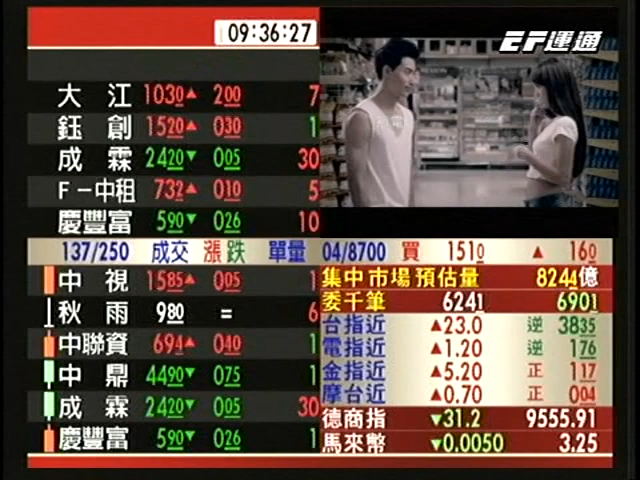 09:36:27
EF運通
大江 1030▲ 200 7
鈺創 1520▲ 030 1
成霖 2420▼ 005 30
F-中租 732▲ 010 5
慶豐富 590▼ 026 10
137/250 成交 漲跌 單量 04/8700 買 1510 ▲ 160
中視 1585▲ 005 1
秋雨 980 = 6
中聯資 694▲ 040 1
中鼎 4490▼ 075 1
成霖 2420▼ 005 30
慶豐富 590▼ 026 1
集中市場預估量 8244億
委千筆 6241 6901
台指近 ▲23.0 逆 3835
電指近 ▲1.20 逆 176
金指近 ▲5.20 正 117
摩台近 ▲0.70 正 004
德商指 ▼31.2 9555.91
馬來幣 ▼0.0050 3.25